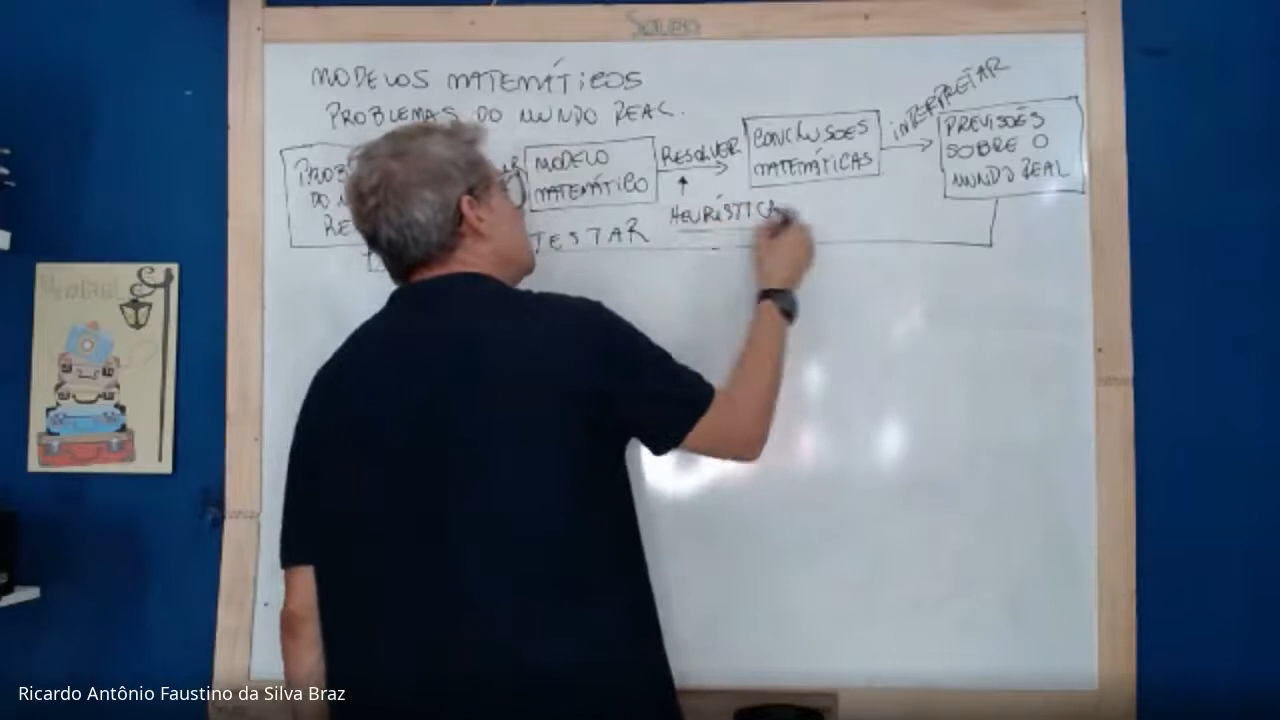 MODELOS MATEMÁTICOS
PROBLEMAS DO MUNDO REAL.
MODELO
MATEMÁTICO
RESOLVER
CONCLUSÕES
MATEMÁTICAS
INTERPRETAR
PREVISÕES
SOBRE O
MUNDO REAL
HEURÍSTICA
TESTAR
Ricardo Antônio Faustino da Silva Braz